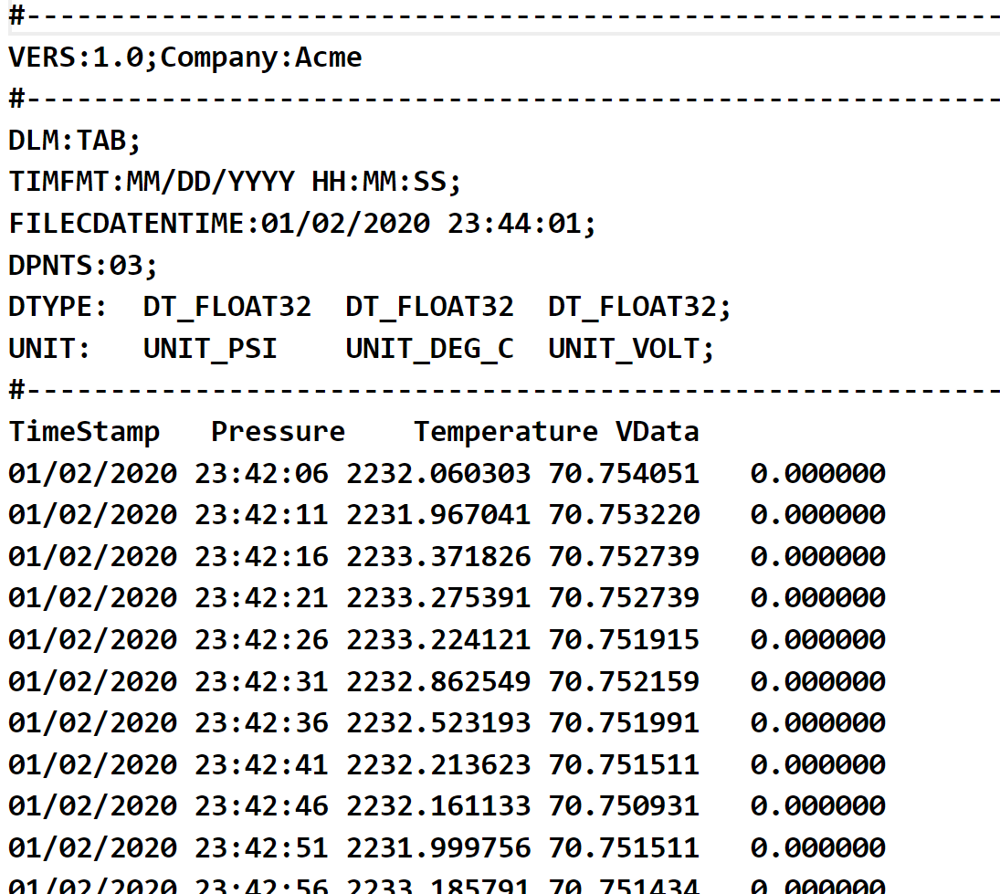 #----------------------------------------------------------
VERS:1.0;Company:Acme
#----------------------------------------------------------
DLM:TAB;
TIMFMT:MM/DD/YYYY HH:MM:SS;
FILECDATENTIME:01/02/2020 23:44:01;
DPNTS:03;
DTYPE:	DT_FLOAT32	DT_FLOAT32	DT_FLOAT32;
UNIT:	UNIT_PSI	UNIT_DEG_C	UNIT_VOLT;
#----------------------------------------------------------
TimeStamp	Pressure	Temperature	VData
01/02/2020 23:42:06	2232.060303	70.754051	0.000000
01/02/2020 23:42:11	2231.967041	70.753220	0.000000
01/02/2020 23:42:16	2233.371826	70.752739	0.000000
01/02/2020 23:42:21	2233.275391	70.752739	0.000000
01/02/2020 23:42:26	2233.224121	70.751915	0.000000
01/02/2020 23:42:31	2232.862549	70.752159	0.000000
01/02/2020 23:42:36	2232.523193	70.751991	0.000000
01/02/2020 23:42:41	2232.213623	70.751511	0.000000
01/02/2020 23:42:46	2232.161133	70.750931	0.000000
01/02/2020 23:42:51	2231.999756	70.751511	0.000000
01/02/2020 23:42:56	2233.185791	70.751434	0.000000